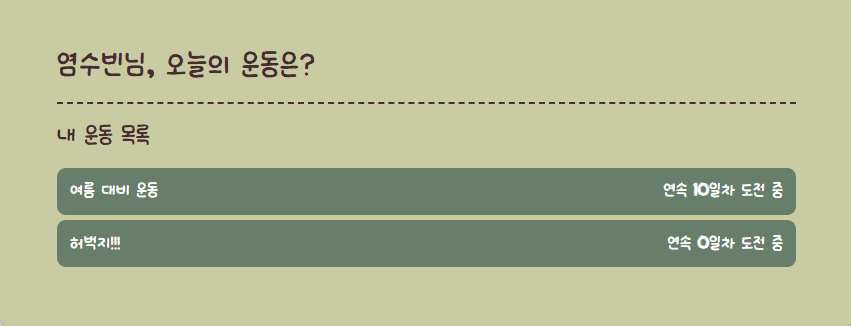 염수빈님, 오늘의 운동은?
내 운동 목록
여름 대비 운동 연속 10일차 도전 중
허벅지!!! 연속 0일차 도전 중